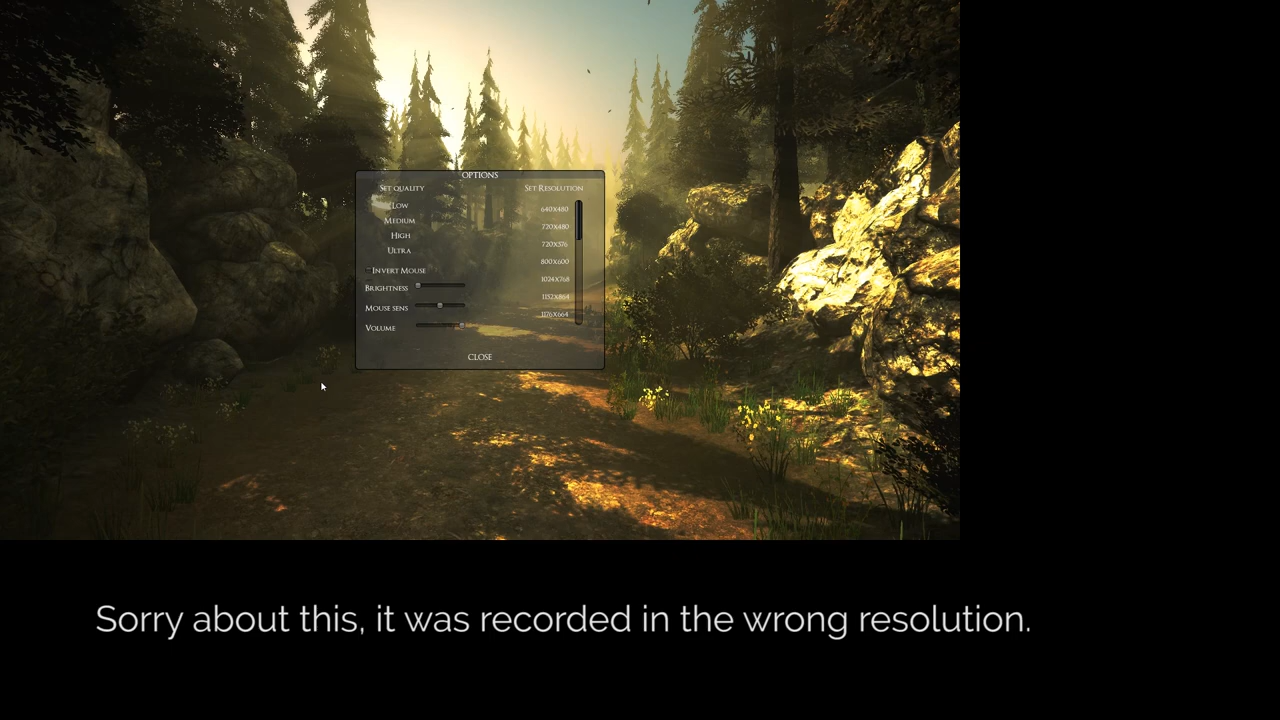 OPTIONS
Set quality
Low
Medium
High
Ultra
Invert Mouse
Brightness
Mouse sens
Volume
Set Resolution
640x480
720x480
720x576
800x600
1024x768
1152x864
1176x664
CLOSE
Sorry about this, it was recorded in the wrong resolution.